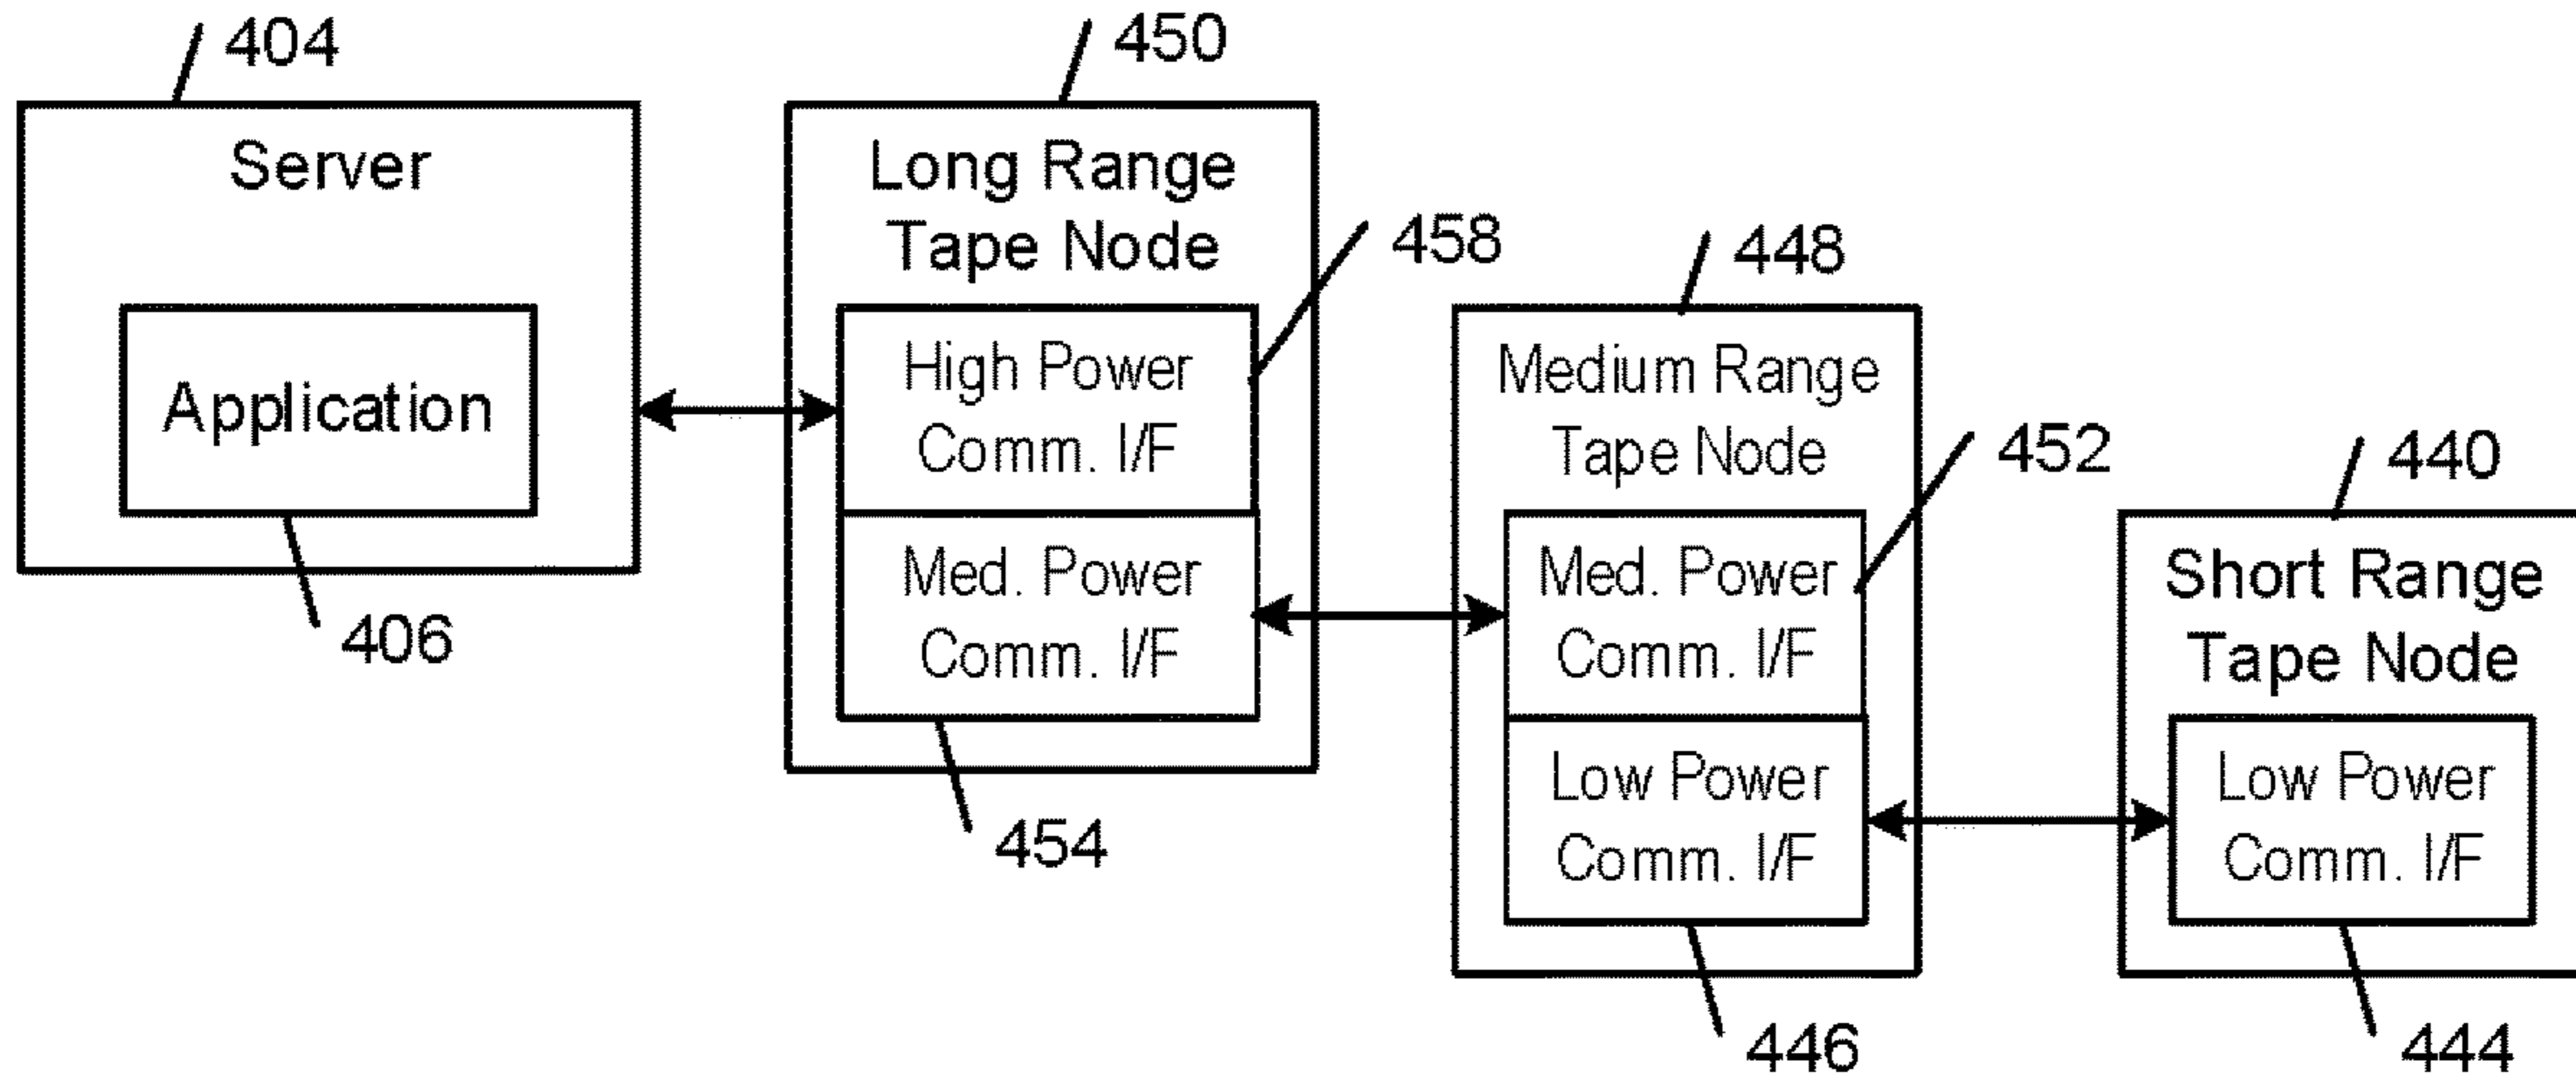 404
Server
Application
406
450
Long Range
Tape Node
458
High Power
Comm. I/F
Med. Power
Comm. I/F
454
448
Medium Range
Tape Node
452
Med. Power
Comm. I/F
Low Power
Comm. I/F
446
440
Short Range
Tape Node
Low Power
Comm. I/F
444